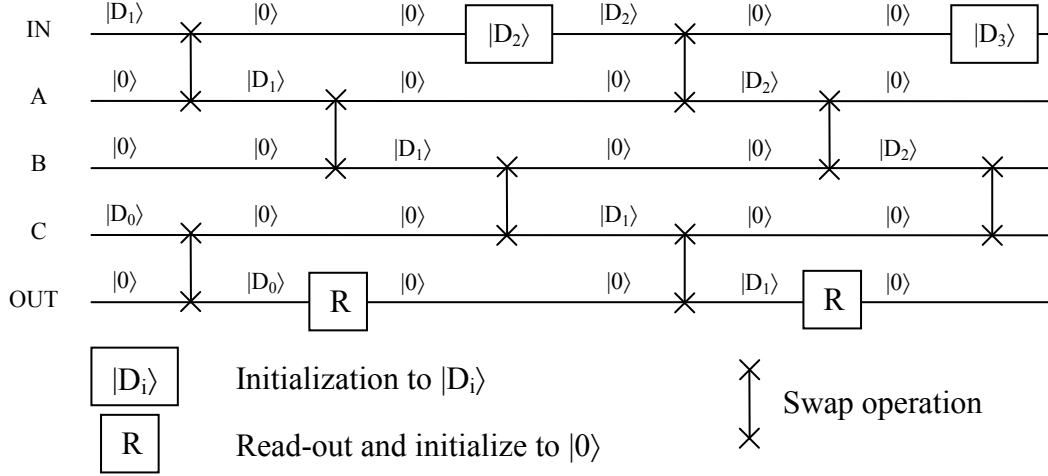 |D₁⟩ |0⟩ |0⟩ |D₂⟩ |0⟩ |0⟩
IN |D₂⟩ |D₃⟩
|0⟩ |D₁⟩ |0⟩ |0⟩ |D₂⟩ |0⟩
A
|0⟩ |0⟩ |D₁⟩ |0⟩ |0⟩ |D₂⟩
B
|D₀⟩ |0⟩ |0⟩ |D₁⟩ |0⟩ |0⟩
C
|0⟩ |D₀⟩ |0⟩ |0⟩ |D₁⟩ |0⟩
OUT R R
|Dᵢ⟩ Initialization to |Dᵢ⟩
Swap operation
R Read-out and initialize to |0⟩